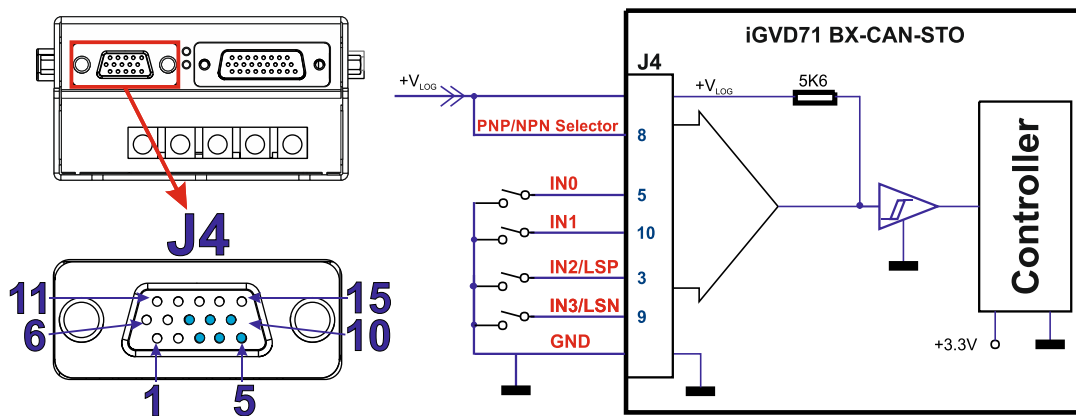 J4
11
15
6
10
1
5
iGVD71 BX-CAN-STO
J4
+VLOG
+VLOG
5K6
PNP/NPN Selector
8
IN0
5
IN1
10
IN2/LSP
3
IN3/LSN
9
GND
Controller
+3.3V